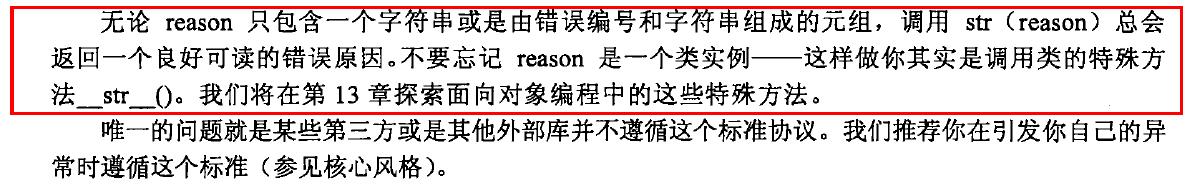 无论 reason 只包含一个字符串或是由错误编号和字符串组成的元组，调用 str（reason）总会
返回一个良好可读的错误原因。不要忘记 reason 是一个类实例——这样做你其实是调用类的特殊方
法__str__()。我们将在第 13 章探索面向对象编程中的这些特殊方法。
唯一的问题就是某些第三方或是其他外部库并不遵循这个标准协议。我们推荐你在引发你自己的异
常时遵循这个标准（参见核心风格）。